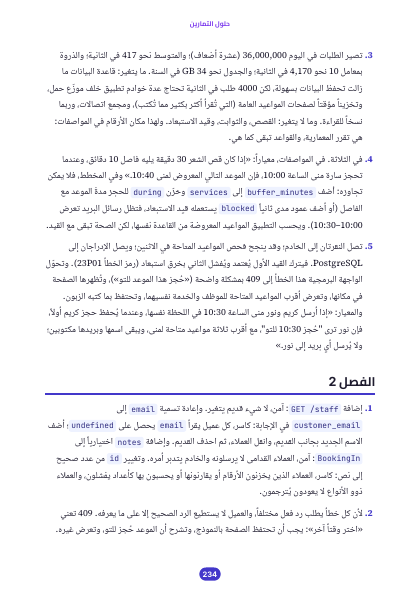 حلول التمارين
3. تصير الطلبات في اليوم 36,000,000 (عشرة أضعاف)؛ والمتوسط نحو 417 في الثانية؛ والذروة
بمعامل 10 نحو 4,170 في الثانية؛ والجدول نحو 34 GB في السنة. ما يتغير: قاعدة البيانات ما
زالت تحفظ البيانات بسهولة، لكن 4000 طلب في الثانية تحتاج عدة خوادم تطبيق خلف موزّع حمل،
وتخزيناً مؤقتاً لصفحات المواعيد العامة (التي تُقرأ أكثر بكثير مما تُكتب)، ومجمع اتصالات، وربما
نسخاً للقراءة. وما لا يتغير: القصص، والثوابت، وقيد الاستبعاد. ولهذا مكان الأرقام في المواصفات:
هي تقرر المعمارية، والقواعد تبقى كما هي.
4. في الثلاثة. في المواصفات، معياراً: «إذا كان قص الشعر 30 دقيقة يليه فاصل 10 دقائق، وعندما
تحجز سارة منى الساعة 10:00، فإن الموعد التالي المعروض لمنى 10:40.» وفي المخطط، فلا يمكن
تجاوزه: أضف buffer_minutes إلى services وخزّن during للحجز مدة الموعد مع
الفاصل (أو أضف عمود مدى ثانياً blocked يستعمله قيد الاستبعاد، فتظل رسائل البريد تعرض
10:00–10:30). ويحسب التطبيق المواعيد المعروضة من القاعدة نفسها، لكن الصحة تبقى مع القيد.
5. تصل النقرتان إلى الخادم؛ وقد ينجح فحص المواعيد المتاحة في الاثنين؛ ويصل الإدراجان إلى
PostgreSQL. فيترك القيد الأول يُعتمد ويُفشل الثاني بخرق استبعاد (رمز الخطأ 23P01). وتحوّل
الواجهة البرمجية هذا الخطأ إلى 409 بمشكلة واضحة («حُجز هذا الموعد للتو»)، وتُظهرها الصفحة
في مكانها، وتعرض أقرب المواعيد المتاحة للموظف والخدمة نفسيهما، وتحتفظ بما كتبه الزبون.
والمعيار: «إذا أرسل كريم ونور منى الساعة 10:30 في اللحظة نفسها، وعندما يُحفظ حجز كريم أولاً،
فإن نور ترى "حُجز 10:30 للتو"، مع أقرب ثلاثة مواعيد متاحة لمنى، ويبقى اسمها وبريدها مكتوبين؛
ولا يُرسل أي بريد إلى نور.»
الفصل 2
1. إضافة GET /staff: آمن، لا شيء قديم يتغير. وإعادة تسمية email إلى
customer_email في الإجابة: كاسر، كل عميل يقرأ email يحصل على undefined؛ أضف
الاسم الجديد بجانب القديم، وانقل العملاء، ثم احذف القديم. وإضافة notes اختيارياً إلى
BookingIn: آمن، العملاء القدامى لا يرسلونه والخادم يتدبر أمره. وتغيير id من عدد صحيح
إلى نص: كاسر، العملاء الذين يخزنون الأرقام أو يقارنونها أو يحسبون بها كأعداد يفشلون، والعملاء
ذوو الأنواع لا يعودون يُترجمون.
2. لأن كل خطأ يطلب رد فعل مختلفاً، والعميل لا يستطيع الرد الصحيح إلا على ما يعرفه. 409 تعني
«اختر وقتاً آخر»: يجب أن تحتفظ الصفحة بالنموذج، وتشرح أن الموعد حُجز للتو، وتعرض غيره.
234